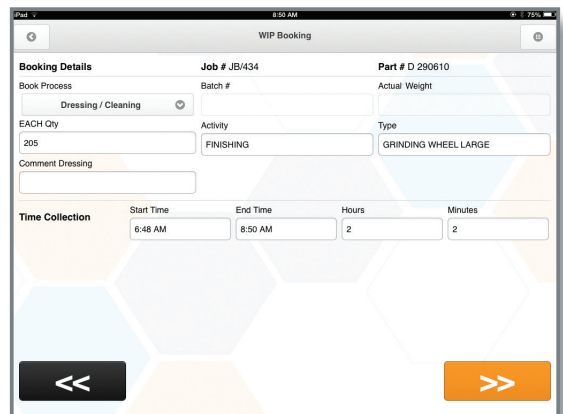 iPad 8:50 AM 75%
WIP Booking
Booking Details Job # JB/434 Part # D 290610
Book Process Batch # Actual Weight
Dressing / Cleaning
EACH Qty Activity Type
205 FINISHING GRINDING WHEEL LARGE
Comment Dressing
Time Collection Start Time End Time Hours Minutes
6:48 AM 8:50 AM 2 2
<< >>